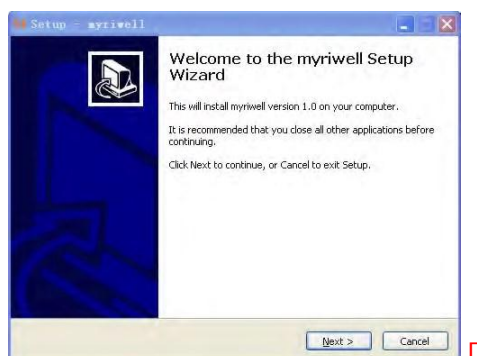 Setup - myriwell
Welcome to the myriwell Setup
Wizard
This will install myriwell version 1.0 on your computer.
It is recommended that you close all other applications before
continuing.
Click Next to continue, or Cancel to exit Setup.
Next > Cancel